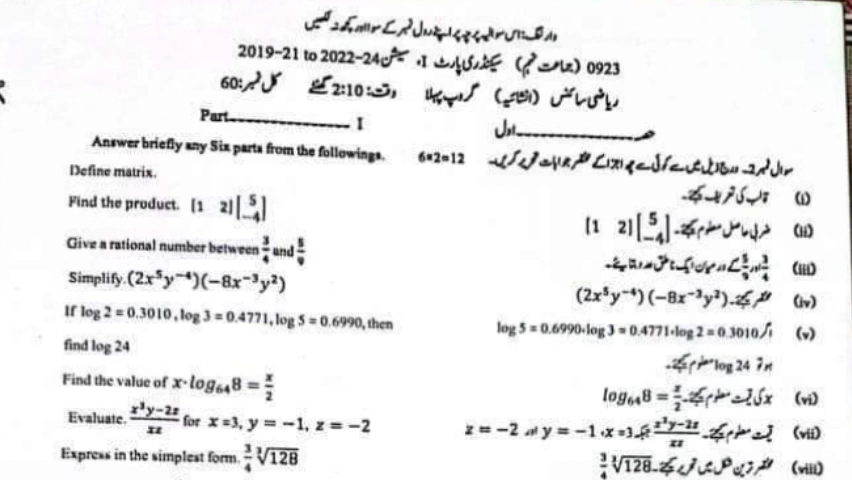 وارننگ: اس سوالیہ پرچہ پر اپنے رول نمبر کے سوا اور کچھ نہ لکھیں
0923 (جماعت نہم) سیکنڈری پارٹ I، سیشن 2019-21 to 2022-24
ریاضی سائنس (انشائیہ) گروپ پہلا وقت: 2:10 گھنٹے کل نمبر: 60
حصہ اول Part I
Answer briefly any Six parts from the followings. 6×2=12 سوال نمبر 2۔ درج ذیل میں سے کوئی سے چھ اجزا کے مختصر جوابات تحریر کریں۔
Define matrix. قالب کی تعریف کیجئے۔ (i)
Find the product. [1 2][5 −4] ضربی حاصل معلوم کیجئے۔ [1 2][5 −4] (ii)
Give a rational number between 3/4 and 5/9 3/4 اور 5/9 کے درمیان ایک ناطق عدد بتائیے۔ (iii)
Simplify. (2x⁵y⁻⁴)(−8x⁻³y²) مختصر کیجئے۔ (2x⁵y⁻⁴)(−8x⁻³y²) (iv)
If log 2 = 0.3010, log 3 = 0.4771, log 5 = 0.6990, then اگر log 2 = 0.3010، log 3 = 0.4771، log 5 = 0.6990 (v)
find log 24 ہو تو log 24 معلوم کیجئے۔
Find the value of x. log₆₄8 = x/2 x کی قیمت معلوم کیجئے۔ log₆₄8 = x/2 (vi)
Evaluate. (x³y−2z)/xz for x =3, y = −1, z = −2 قیمت معلوم کیجئے۔ (x³y−2z)/xz جبکہ x =3، y = −1 اور z = −2 (vii)
Express in the simplest form. 3/4 ∛128 مختصر ترین شکل میں تحریر کیجئے۔ 3/4 ∛128 (viii)